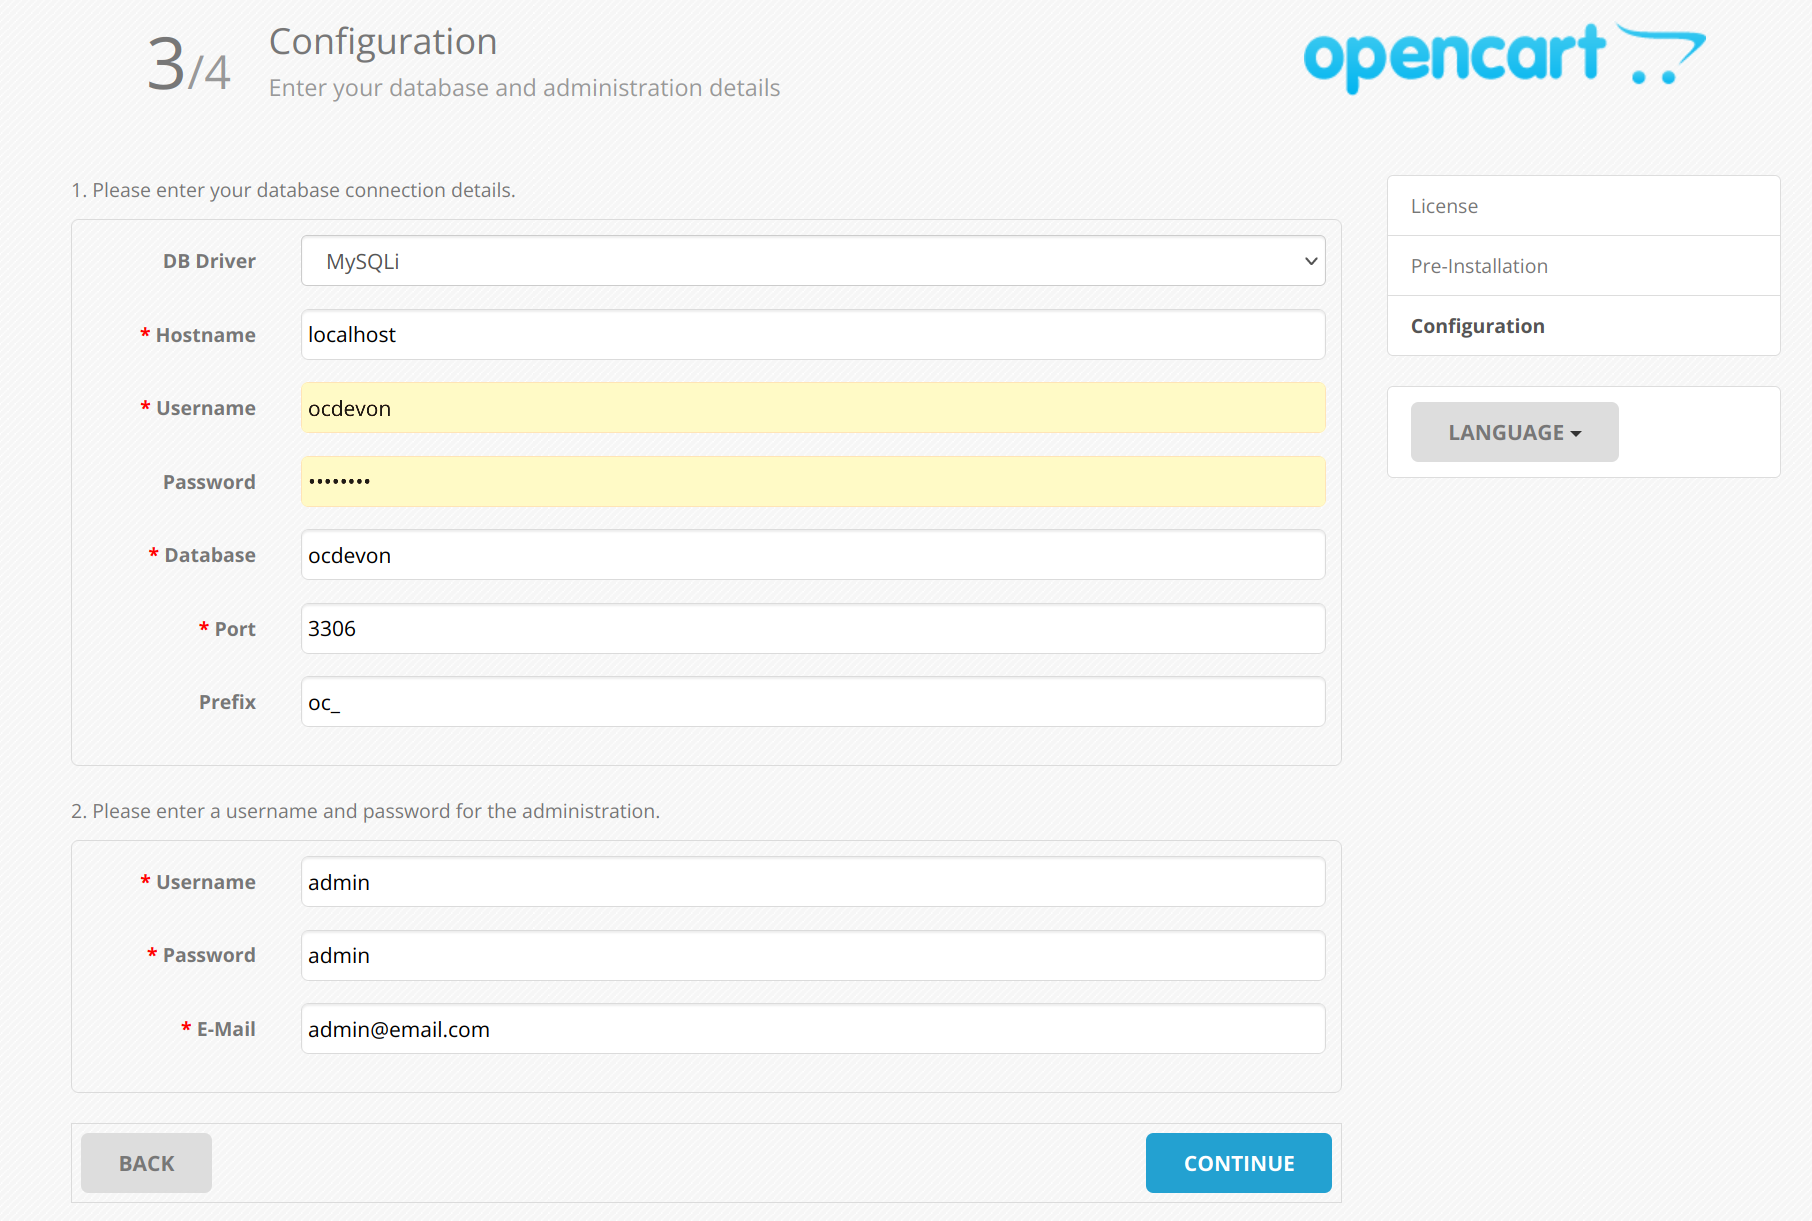 3/4
Configuration
Enter your database and administration details
opencart
1. Please enter your database connection details.
DB Driver MySQLi
* Hostname localhost
* Username ocdevon
Password ••••••••
* Database ocdevon
* Port 3306
Prefix oc_
2. Please enter a username and password for the administration.
* Username admin
* Password admin
* E-Mail admin@email.com
BACK CONTINUE
License
Pre-Installation
Configuration
LANGUAGE